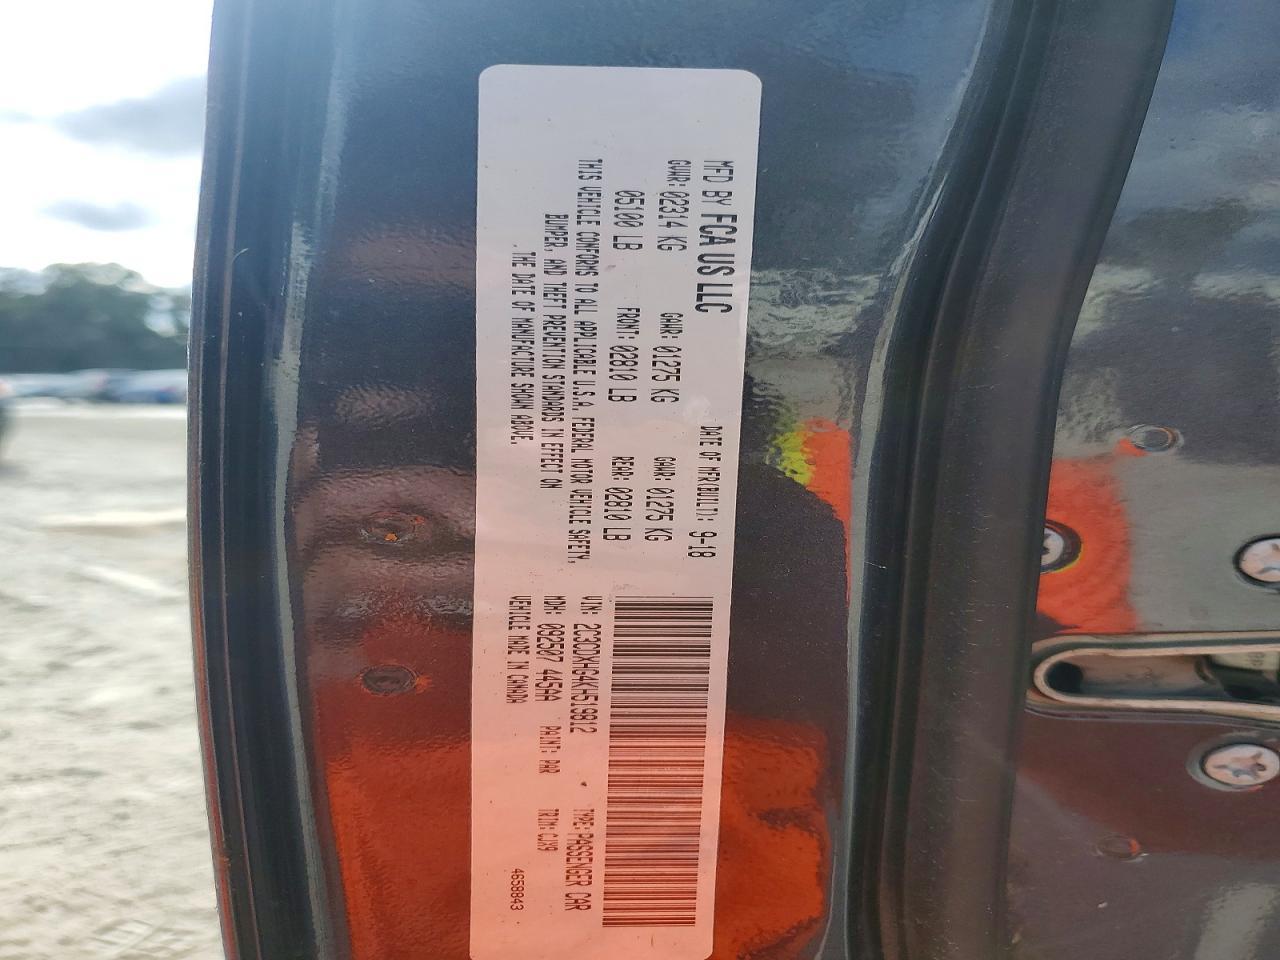 MFD BY FCA US LLC DATE OF MFR(BUILT): 9-18
GVWR: 02314 KG GAWR: 01275 KG GAWR: 01275 KG
05100 LB FRONT: 02810 LB REAR: 02810 LB
THIS VEHICLE CONFORMS TO ALL APPLICABLE U.S.A. FEDERAL MOTOR VEHICLE SAFETY,
BUMPER, AND THEFT PREVENTION STANDARDS IN EFFECT ON
THE DATE OF MANUFACTURE SHOWN ABOVE.
VIN: 2C3CDXHG4KH519812 TYPE: PASSENGER CAR
MDH: 092507 445AA PAINT: PAR TRIM: CJX9
VEHICLE MADE IN CANADA 4658843